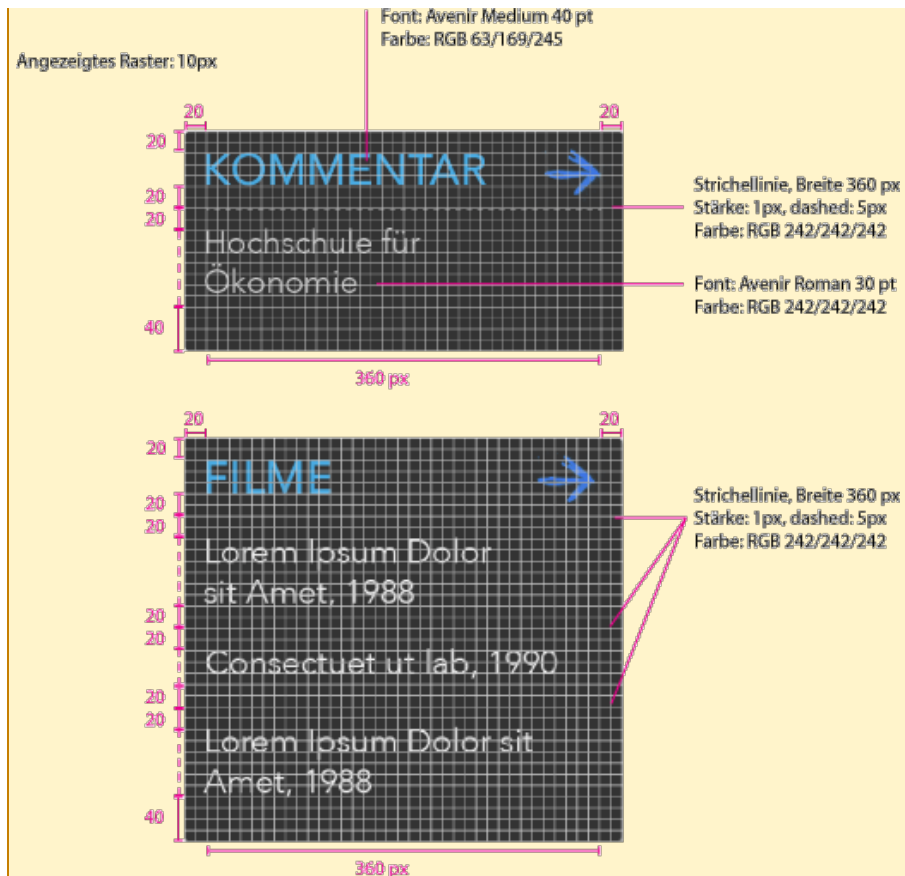 Font: Avenir Medium 40 pt
Farbe: RGB 63/169/245
Angezeigtes Raster: 10px
20
20
20
KOMMENTAR
20
20
Strichellinie, Breite 360 px
Stärke: 1px, dashed: 5px
Farbe: RGB 242/242/242
Hochschule für
Ökonomie
Font: Avenir Roman 30 pt
Farbe: RGB 242/242/242
40
360 px
20
20
20
FILME
20
20
Strichellinie, Breite 360 px
Stärke: 1px, dashed: 5px
Farbe: RGB 242/242/242
Lorem Ipsum Dolor
sit Amet, 1988
20
20
Consectuet ut lab, 1990
20
20
Lorem Ipsum Dolor sit
Amet, 1988
40
360 px